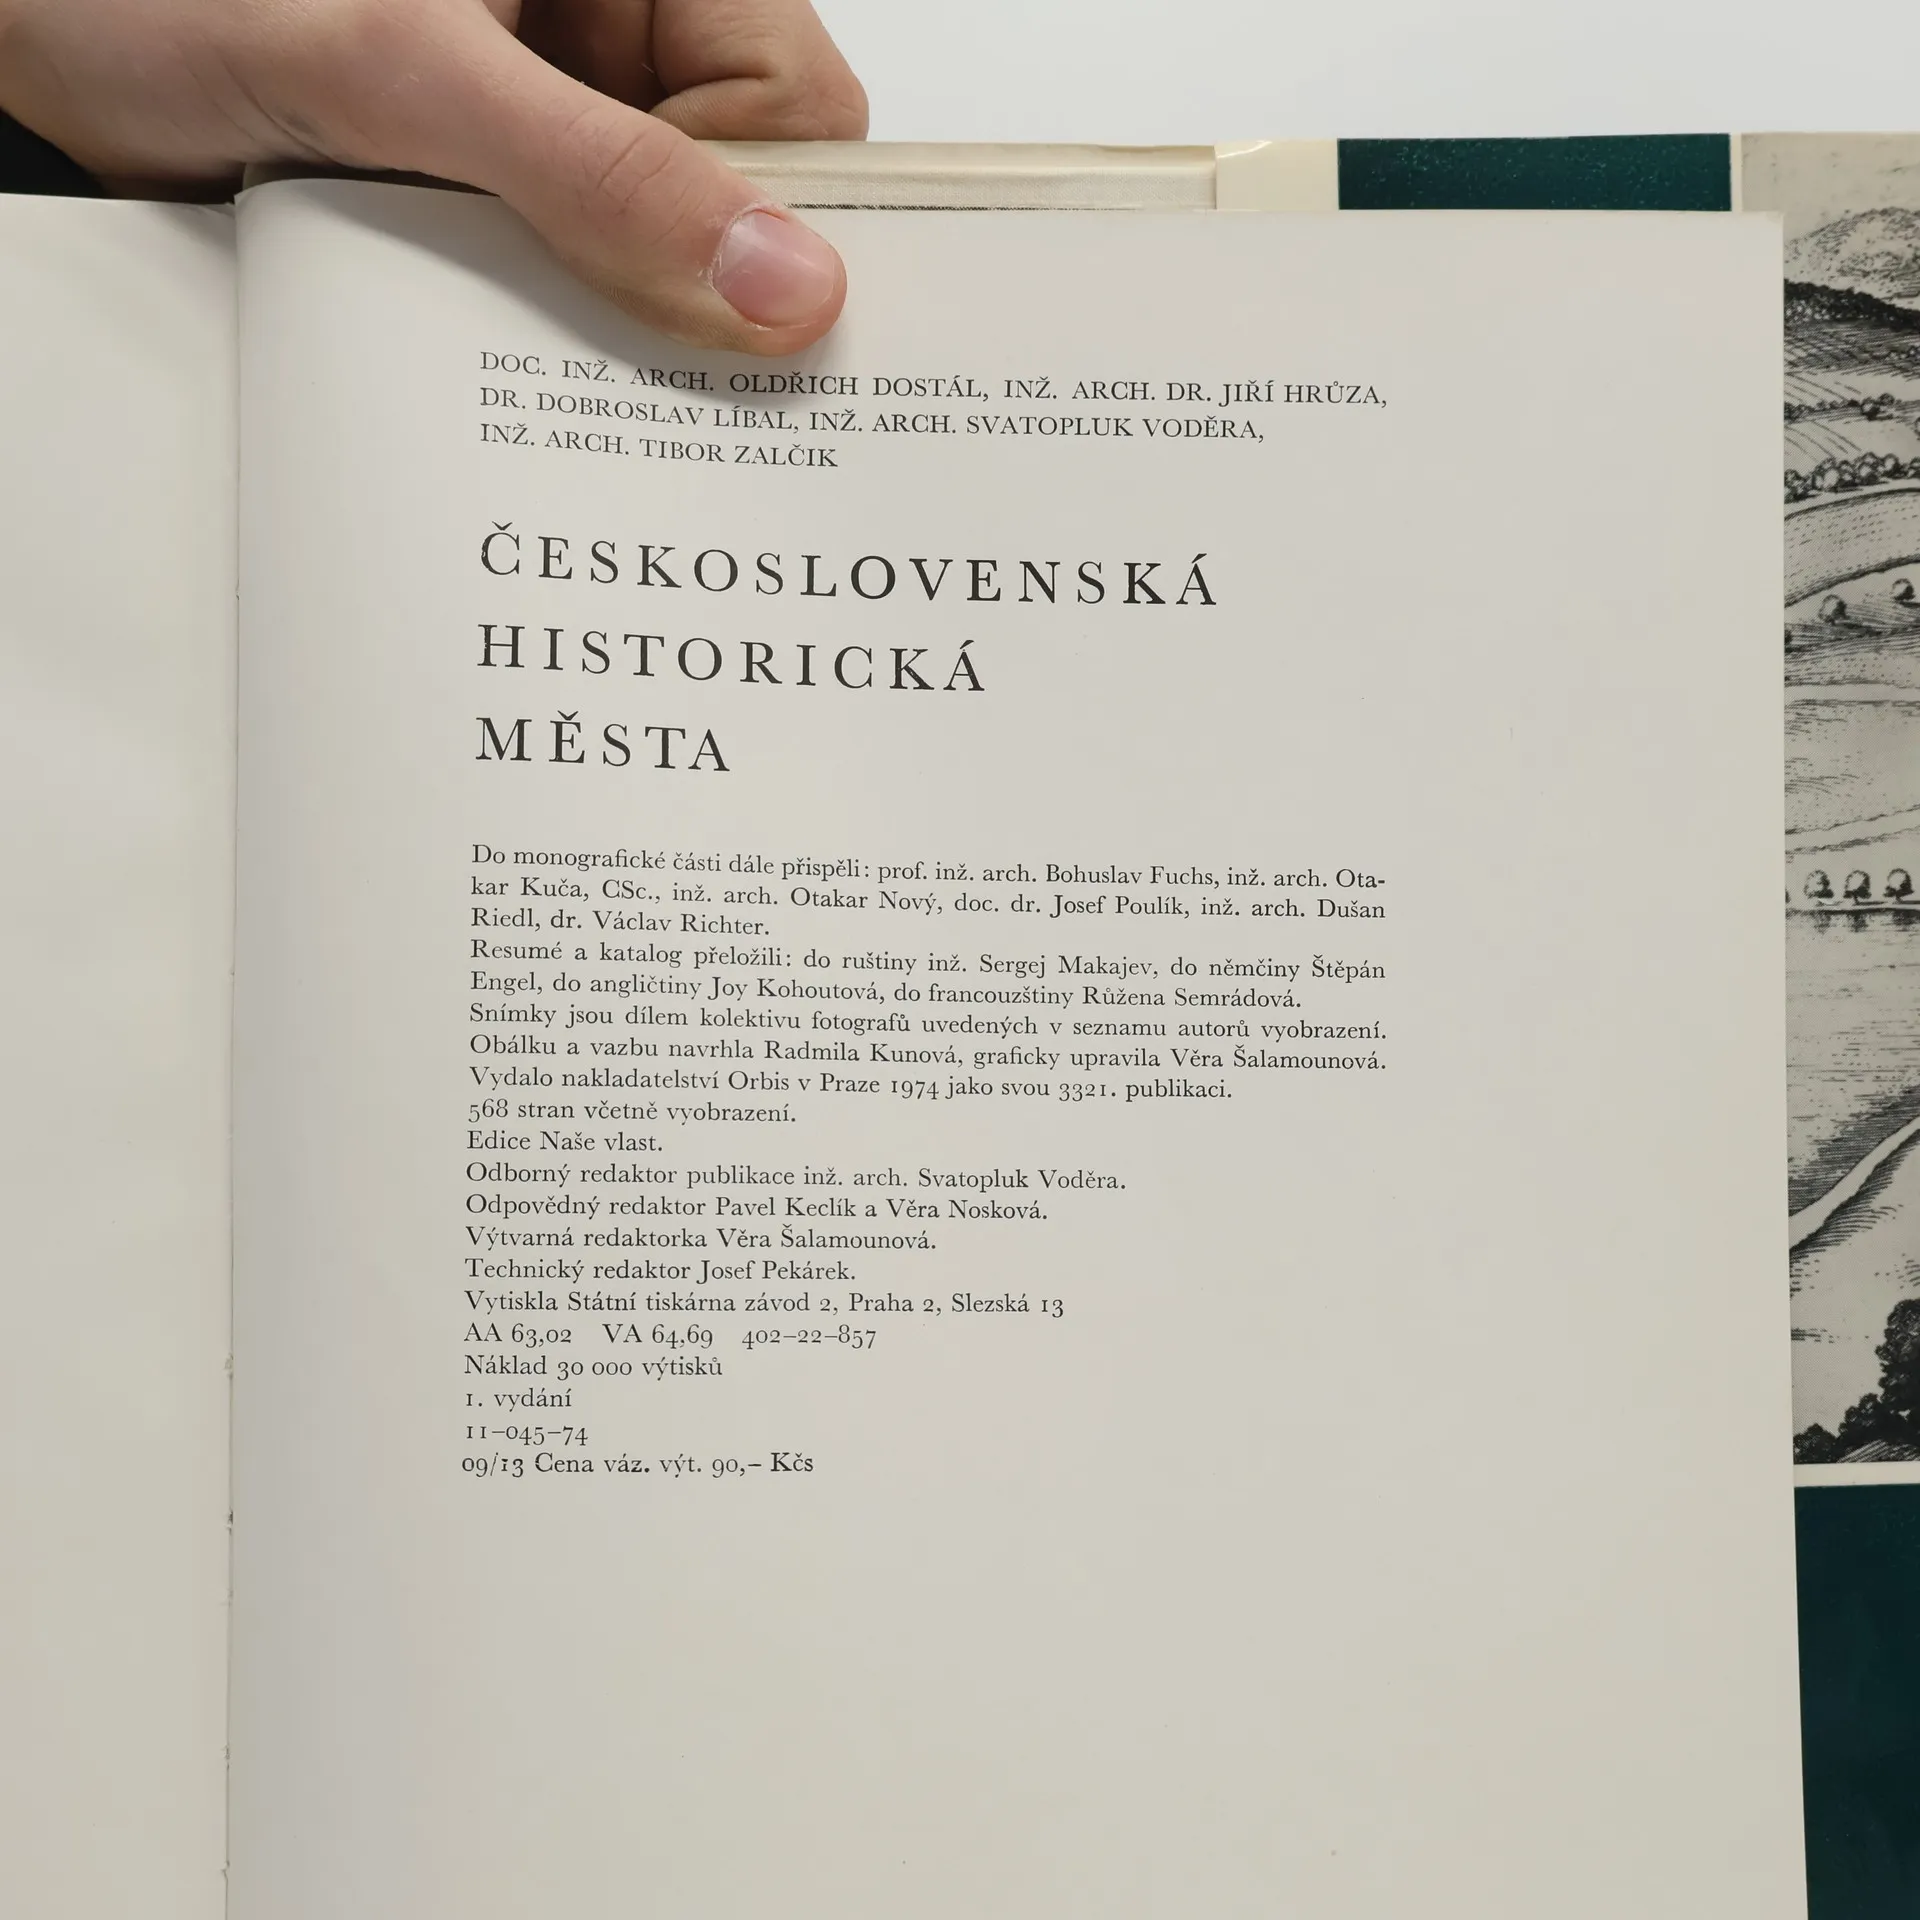 DOC. INŽ. ARCH. OLDŘICH DOSTÁL, INŽ. ARCH. DR. JIŘÍ HRŮZA,
DR. DOBROSLAV LÍBAL, INŽ. ARCH. SVATOPLUK VODĚRA,
INŽ. ARCH. TIBOR ZALČIK
ČESKOSLOVENSKÁ
HISTORICKÁ
MĚSTA
Do monografické části dále přispěli: prof. inž. arch. Bohuslav Fuchs, inž. arch. Ota-
kar Kuča, CSc., inž. arch. Otakar Nový, doc. dr. Josef Poulík, inž. arch. Dušan
Riedl, dr. Václav Richter.
Resumé a katalog přeložili: do ruštiny inž. Sergej Makajev, do němčiny Štěpán
Engel, do angličtiny Joy Kohoutová, do francouzštiny Růžena Semrádová.
Snímky jsou dílem kolektivu fotografů uvedených v seznamu autorů vyobrazení.
Obálku a vazbu navrhla Radmila Kunová, graficky upravila Věra Šalamounová.
Vydalo nakladatelství Orbis v Praze 1974 jako svou 3321. publikaci.
568 stran včetně vyobrazení.
Edice Naše vlast.
Odborný redaktor publikace inž. arch. Svatopluk Voděra.
Odpovědný redaktor Pavel Keclík a Věra Nosková.
Výtvarná redaktorka Věra Šalamounová.
Technický redaktor Josef Pekárek.
Vytiskla Státní tiskárna závod 2, Praha 2, Slezská 13
AA 63,02 VA 64,69 402–22–857
Náklad 30 000 výtisků
1. vydání
11–045–74
09/13 Cena váz. výt. 90,– Kčs